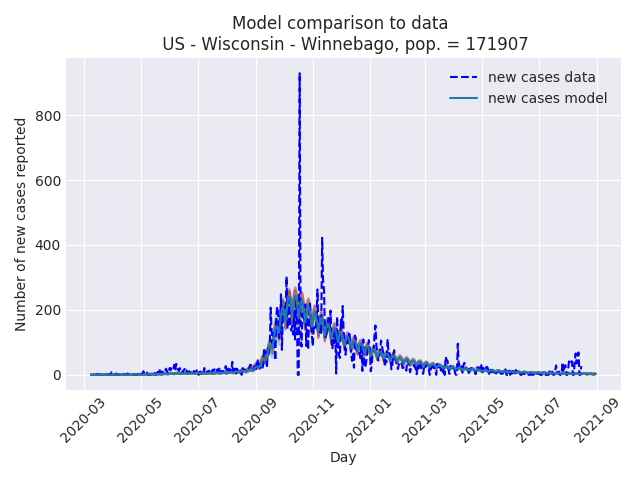 Model comparison to data
US - Wisconsin - Winnebago, pop. = 171907
new cases data
new cases model
Number of new cases reported
800
600
400
200
0
2020-03
2020-05
2020-07
2020-09
2020-11
2021-01
2021-03
2021-05
2021-07
2021-09
Day